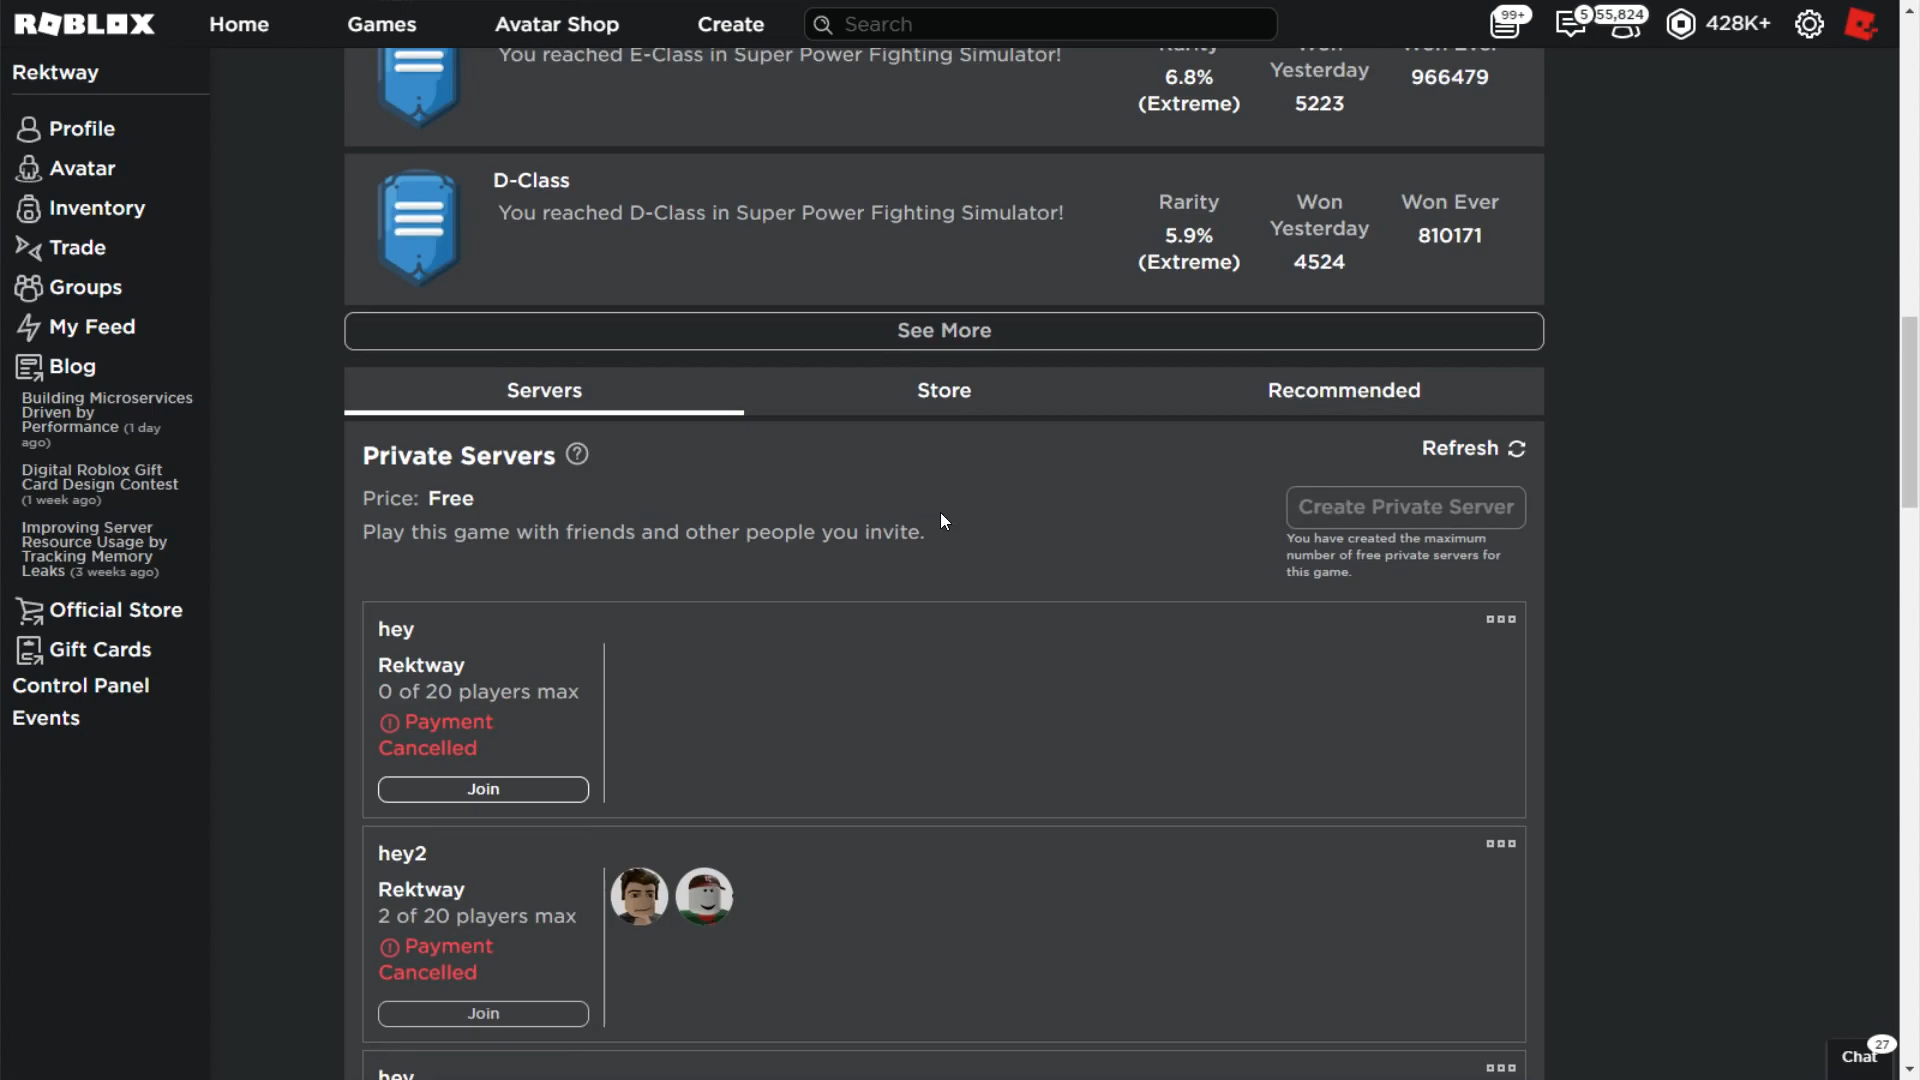 ROBLOX
Home
Games
Avatar Shop
Create
Search
99+
5
55,824
428K+
Rektway
Profile
Avatar
Inventory
Trade
Groups
My Feed
Blog
Building Microservices
Driven by
Performance (1 day
ago)
Digital Roblox Gift
Card Design Contest
(1 week ago)
Improving Server
Resource Usage by
Tracking Memory
Leaks (3 weeks ago)
Official Store
Gift Cards
Control Panel
Events
You reached E-Class in Super Power Fighting Simulator!
Rarity
6.8%
(Extreme)
Won
Yesterday
5223
Won Ever
966479
D-Class
You reached D-Class in Super Power Fighting Simulator!
Rarity
5.9%
(Extreme)
Won
Yesterday
4524
Won Ever
810171
See More
Servers
Store
Recommended
Private Servers
Refresh
Price: Free
Play this game with friends and other people you invite.
Create Private Server
You have created the maximum
number of free private servers for
this game.
hey
Rektway
0 of 20 players max
Payment
Cancelled
Join
hey2
Rektway
2 of 20 players max
Payment
Cancelled
Join
hey
Chat
27